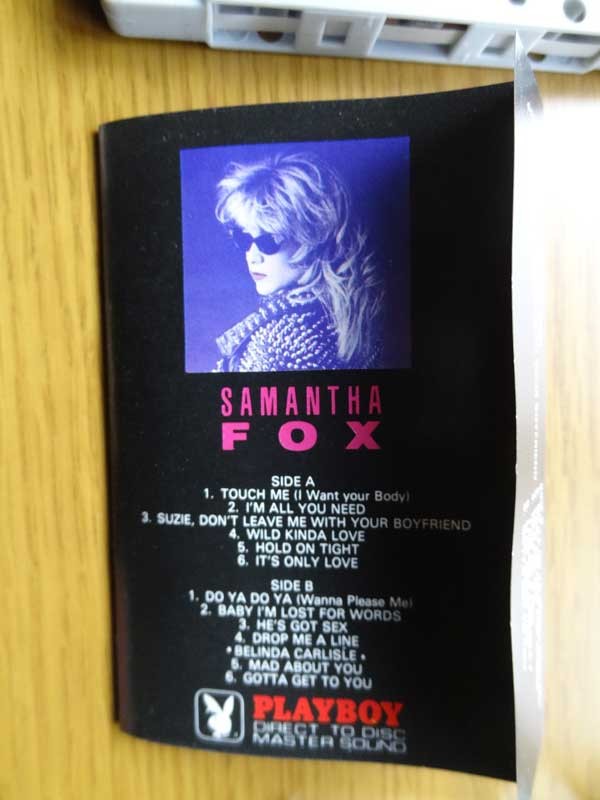 SAMANTHA
FOX
SIDE A
1. TOUCH ME (I Want your Body)
2. I'M ALL YOU NEED
3. SUZIE, DON'T LEAVE ME WITH YOUR BOYFRIEND
4. WILD KINDA LOVE
5. HOLD ON TIGHT
6. IT'S ONLY LOVE
SIDE B
1. DO YA DO YA (Wanna Please Me)
2. BABY I'M LOST FOR WORDS
3. HE'S GOT SEX
4. DROP ME A LINE
• BELINDA CARLISLE •
5. MAD ABOUT YOU
6. GOTTA GET TO YOU
PLAYBOY
DIRECT TO DISC
MASTER SOUND